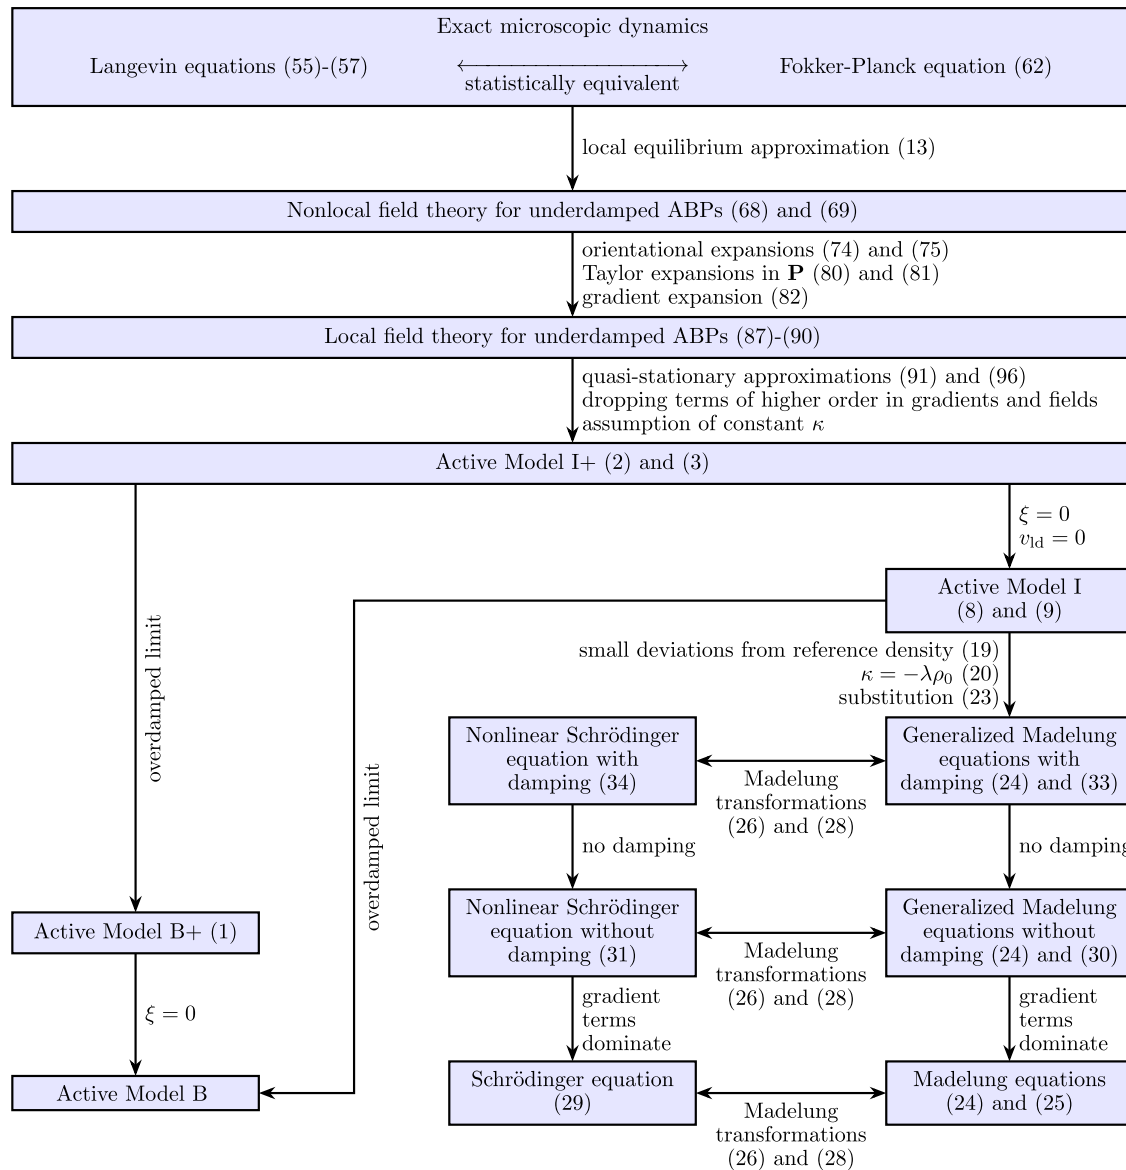 Exact microscopic dynamics
Langevin equations (55)-(57)
statistically equivalent
Fokker-Planck equation (62)
local equilibrium approximation (13)
Nonlocal field theory for underdamped ABPs (68) and (69)
orientational expansions (74) and (75)
Taylor expansions in P (80) and (81)
gradient expansion (82)
Local field theory for underdamped ABPs (87)-(90)
quasi-stationary approximations (91) and (96)
dropping terms of higher order in gradients and fields
assumption of constant κ
Active Model I+ (2) and (3)
ξ = 0
v_ld = 0
Active Model I
(8) and (9)
small deviations from reference density (19)
κ = −λρ₀ (20)
substitution (23)
overdamped limit
overdamped limit
Nonlinear Schrödinger
equation with
damping (34)
Madelung
transformations
(26) and (28)
Generalized Madelung
equations with
damping (24) and (33)
no damping
no damping
Active Model B+ (1)
Nonlinear Schrödinger
equation without
damping (31)
Madelung
transformations
(26) and (28)
Generalized Madelung
equations without
damping (24) and (30)
ξ = 0
gradient
terms
dominate
gradient
terms
dominate
Active Model B
Schrödinger equation
(29)
Madelung
transformations
(26) and (28)
Madelung equations
(24) and (25)